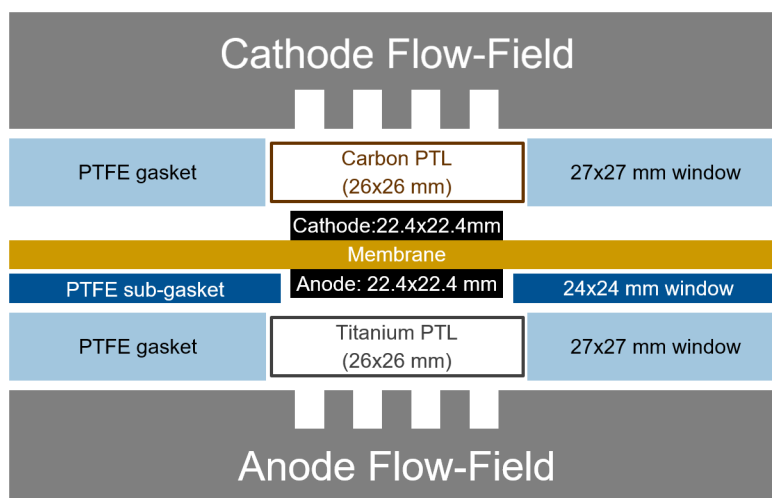 Cathode Flow-Field
PTFE gasket
Carbon PTL
(26x26 mm)
27x27 mm window
Cathode:22.4x22.4mm
Membrane
PTFE sub-gasket
Anode: 22.4x22.4 mm
24x24 mm window
PTFE gasket
Titanium PTL
(26x26 mm)
27x27 mm window
Anode Flow-Field